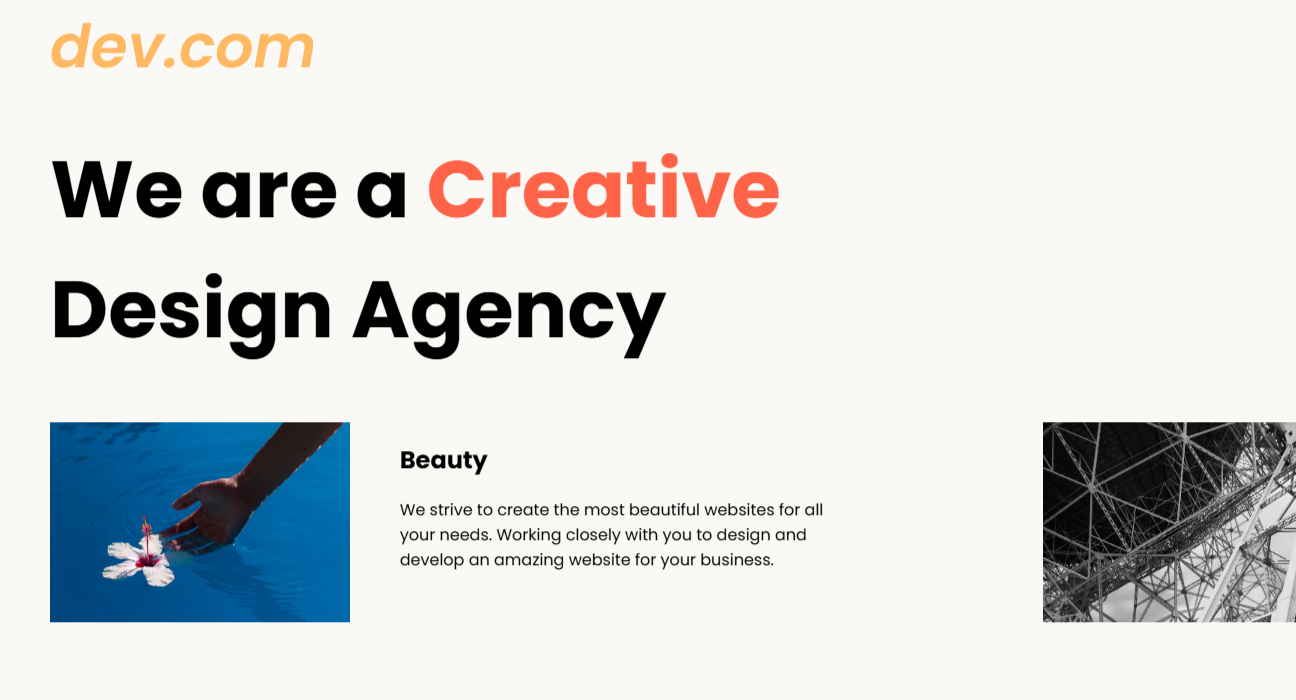 dev.com
We are a Creative
Design Agency
Beauty
We strive to create the most beautiful websites for all
your needs. Working closely with you to design and
develop an amazing website for your business.